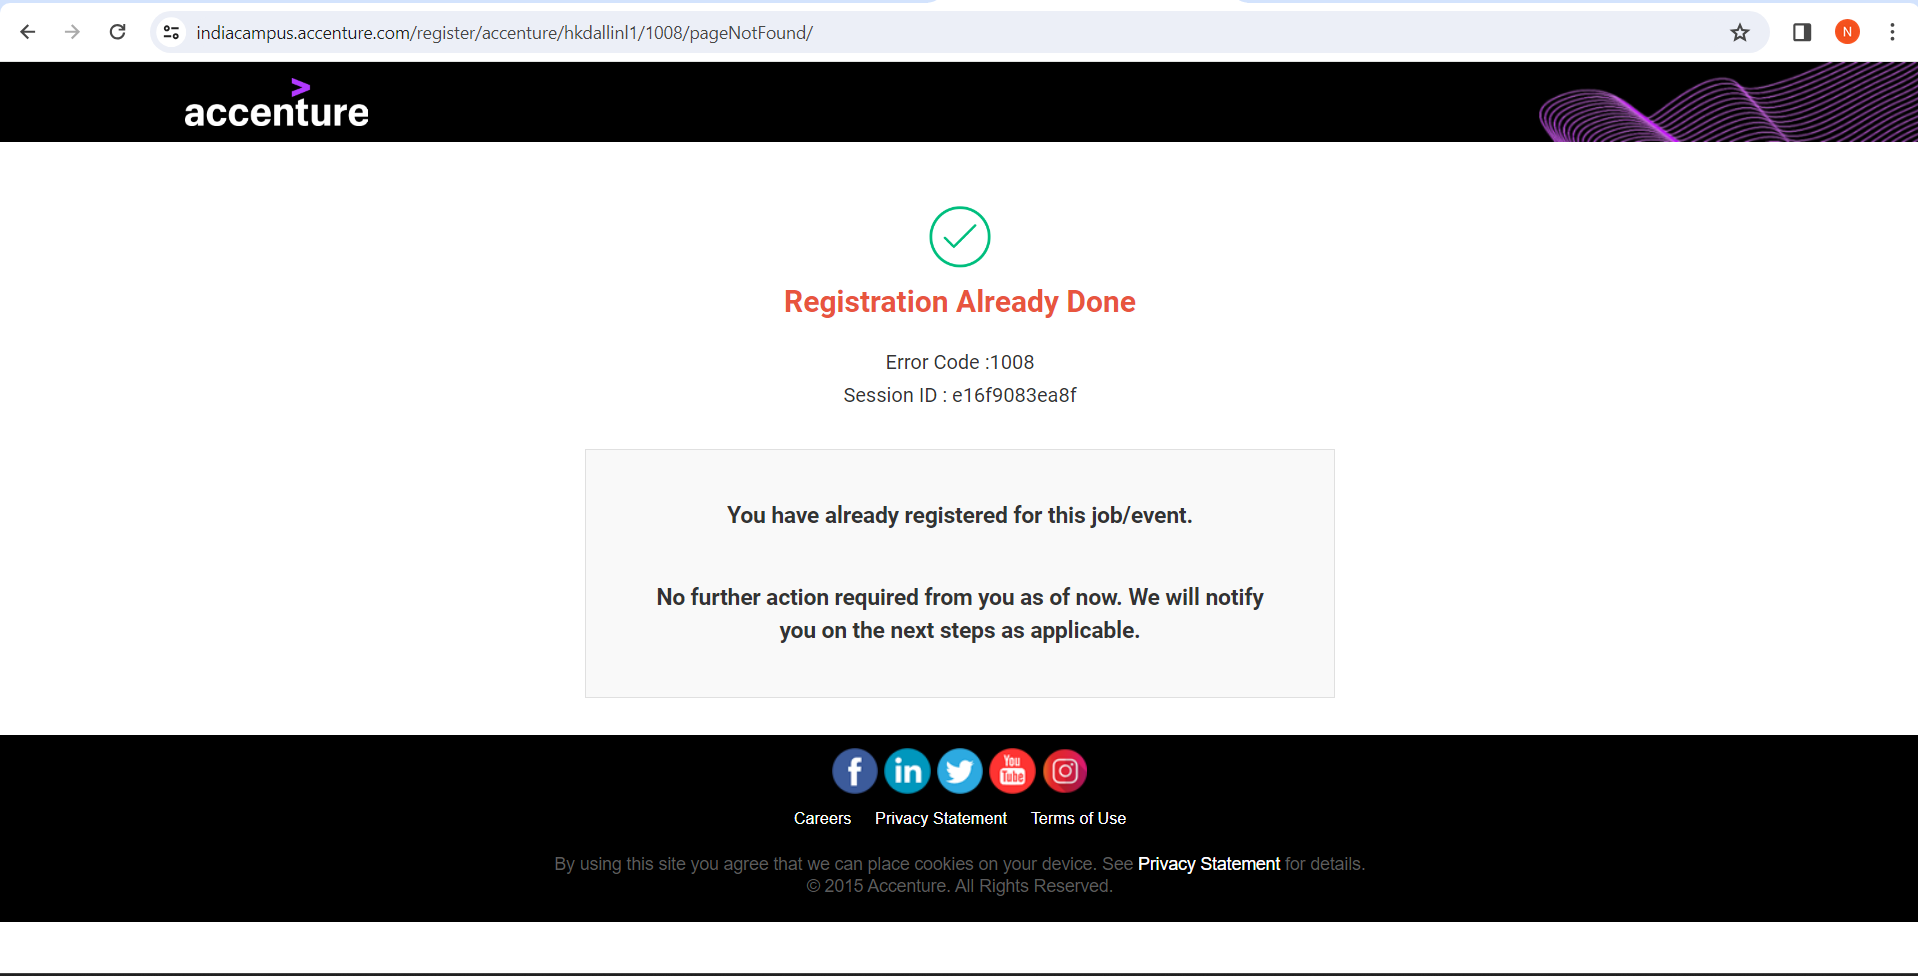 indiacampus.accenture.com/register/accenture/hkdallinl1/1008/pageNotFound/
N
accenture
Registration Already Done
Error Code :1008
Session ID : e16f9083ea8f
You have already registered for this job/event.
No further action required from you as of now. We will notify
you on the next steps as applicable.
f in You Tube
Careers Privacy Statement Terms of Use
By using this site you agree that we can place cookies on your device. See Privacy Statement for details.
© 2015 Accenture. All Rights Reserved.